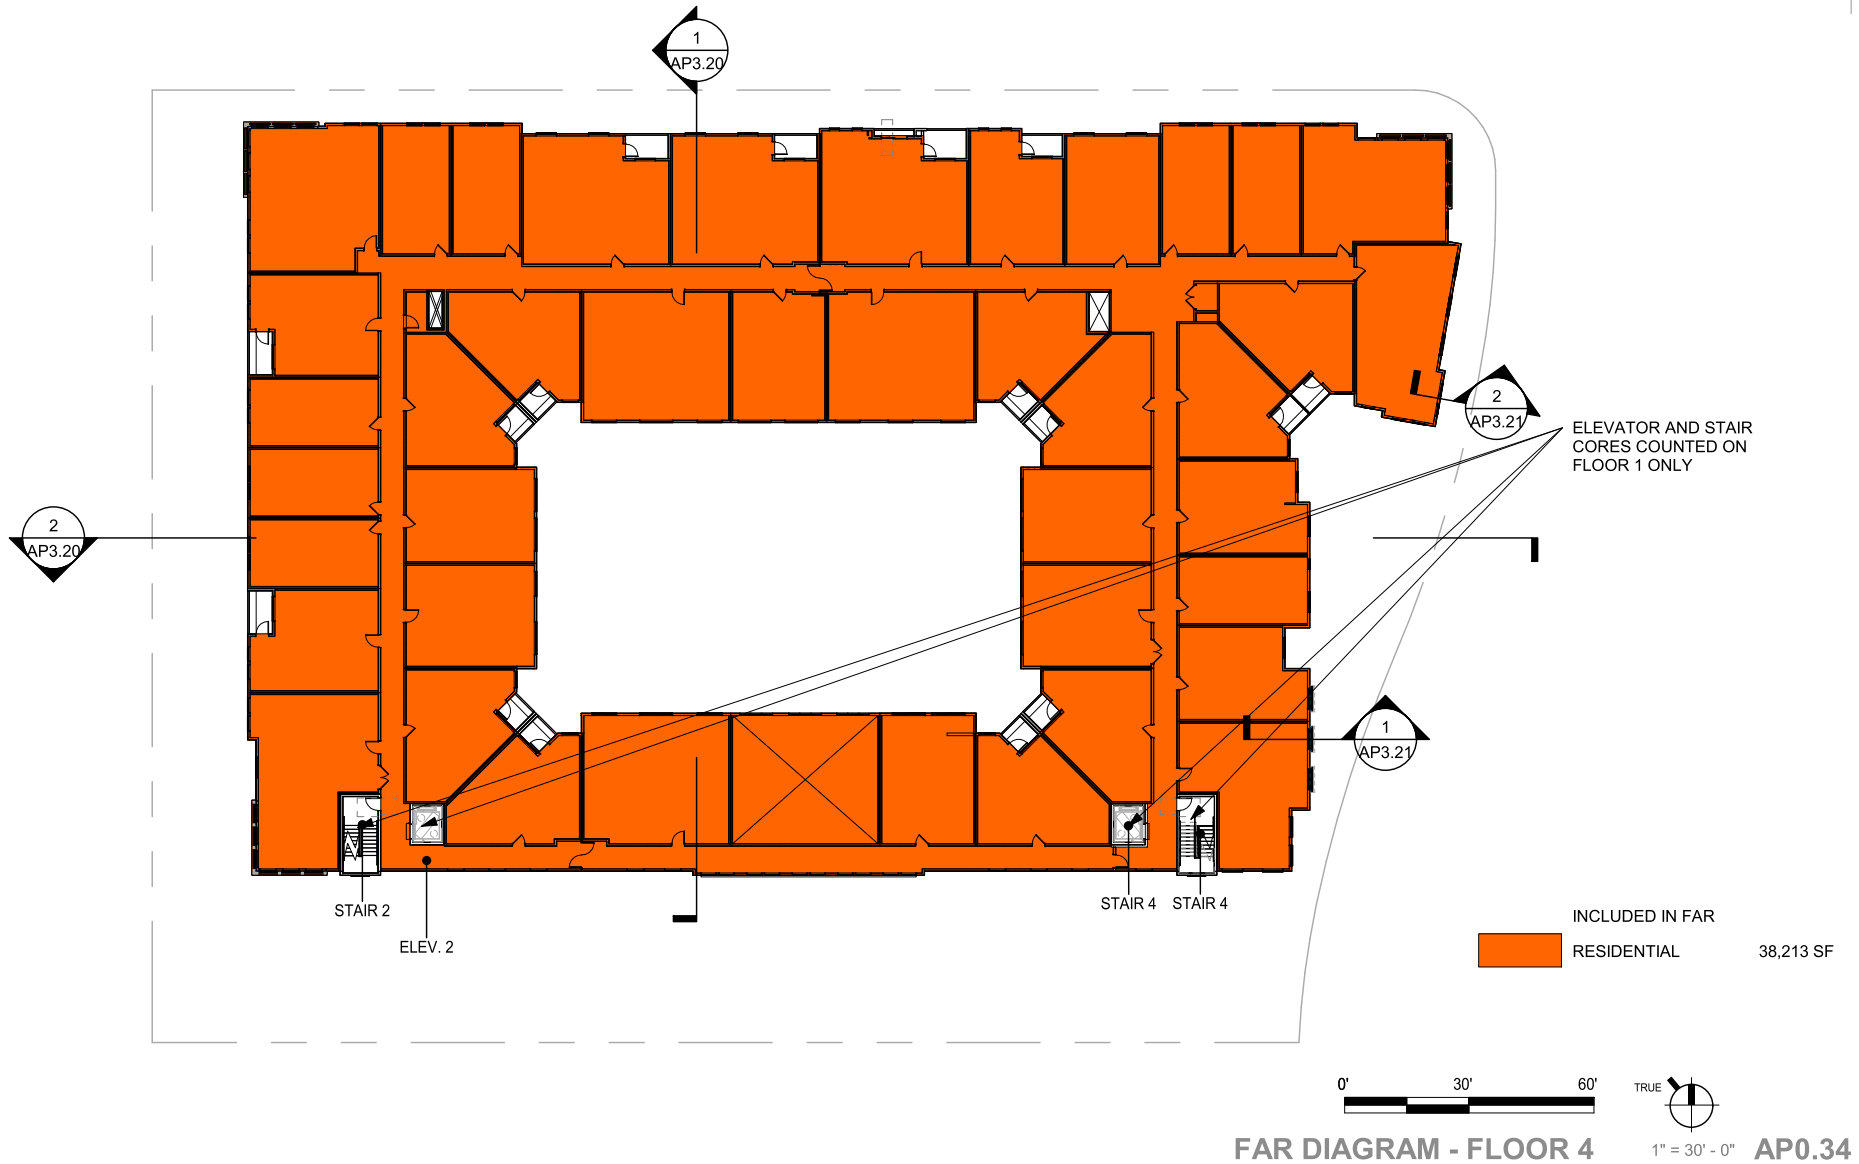 1
AP3.20
2
AP3.21
ELEVATOR AND STAIR
CORES COUNTED ON
FLOOR 1 ONLY
2
AP3.20
1
AP3.21
STAIR 2
STAIR 4
STAIR 4
ELEV. 2
INCLUDED IN FAR
RESIDENTIAL 38,213 SF
0' 30' 60'
TRUE
FAR DIAGRAM - FLOOR 4 1" = 30' - 0" AP0.34